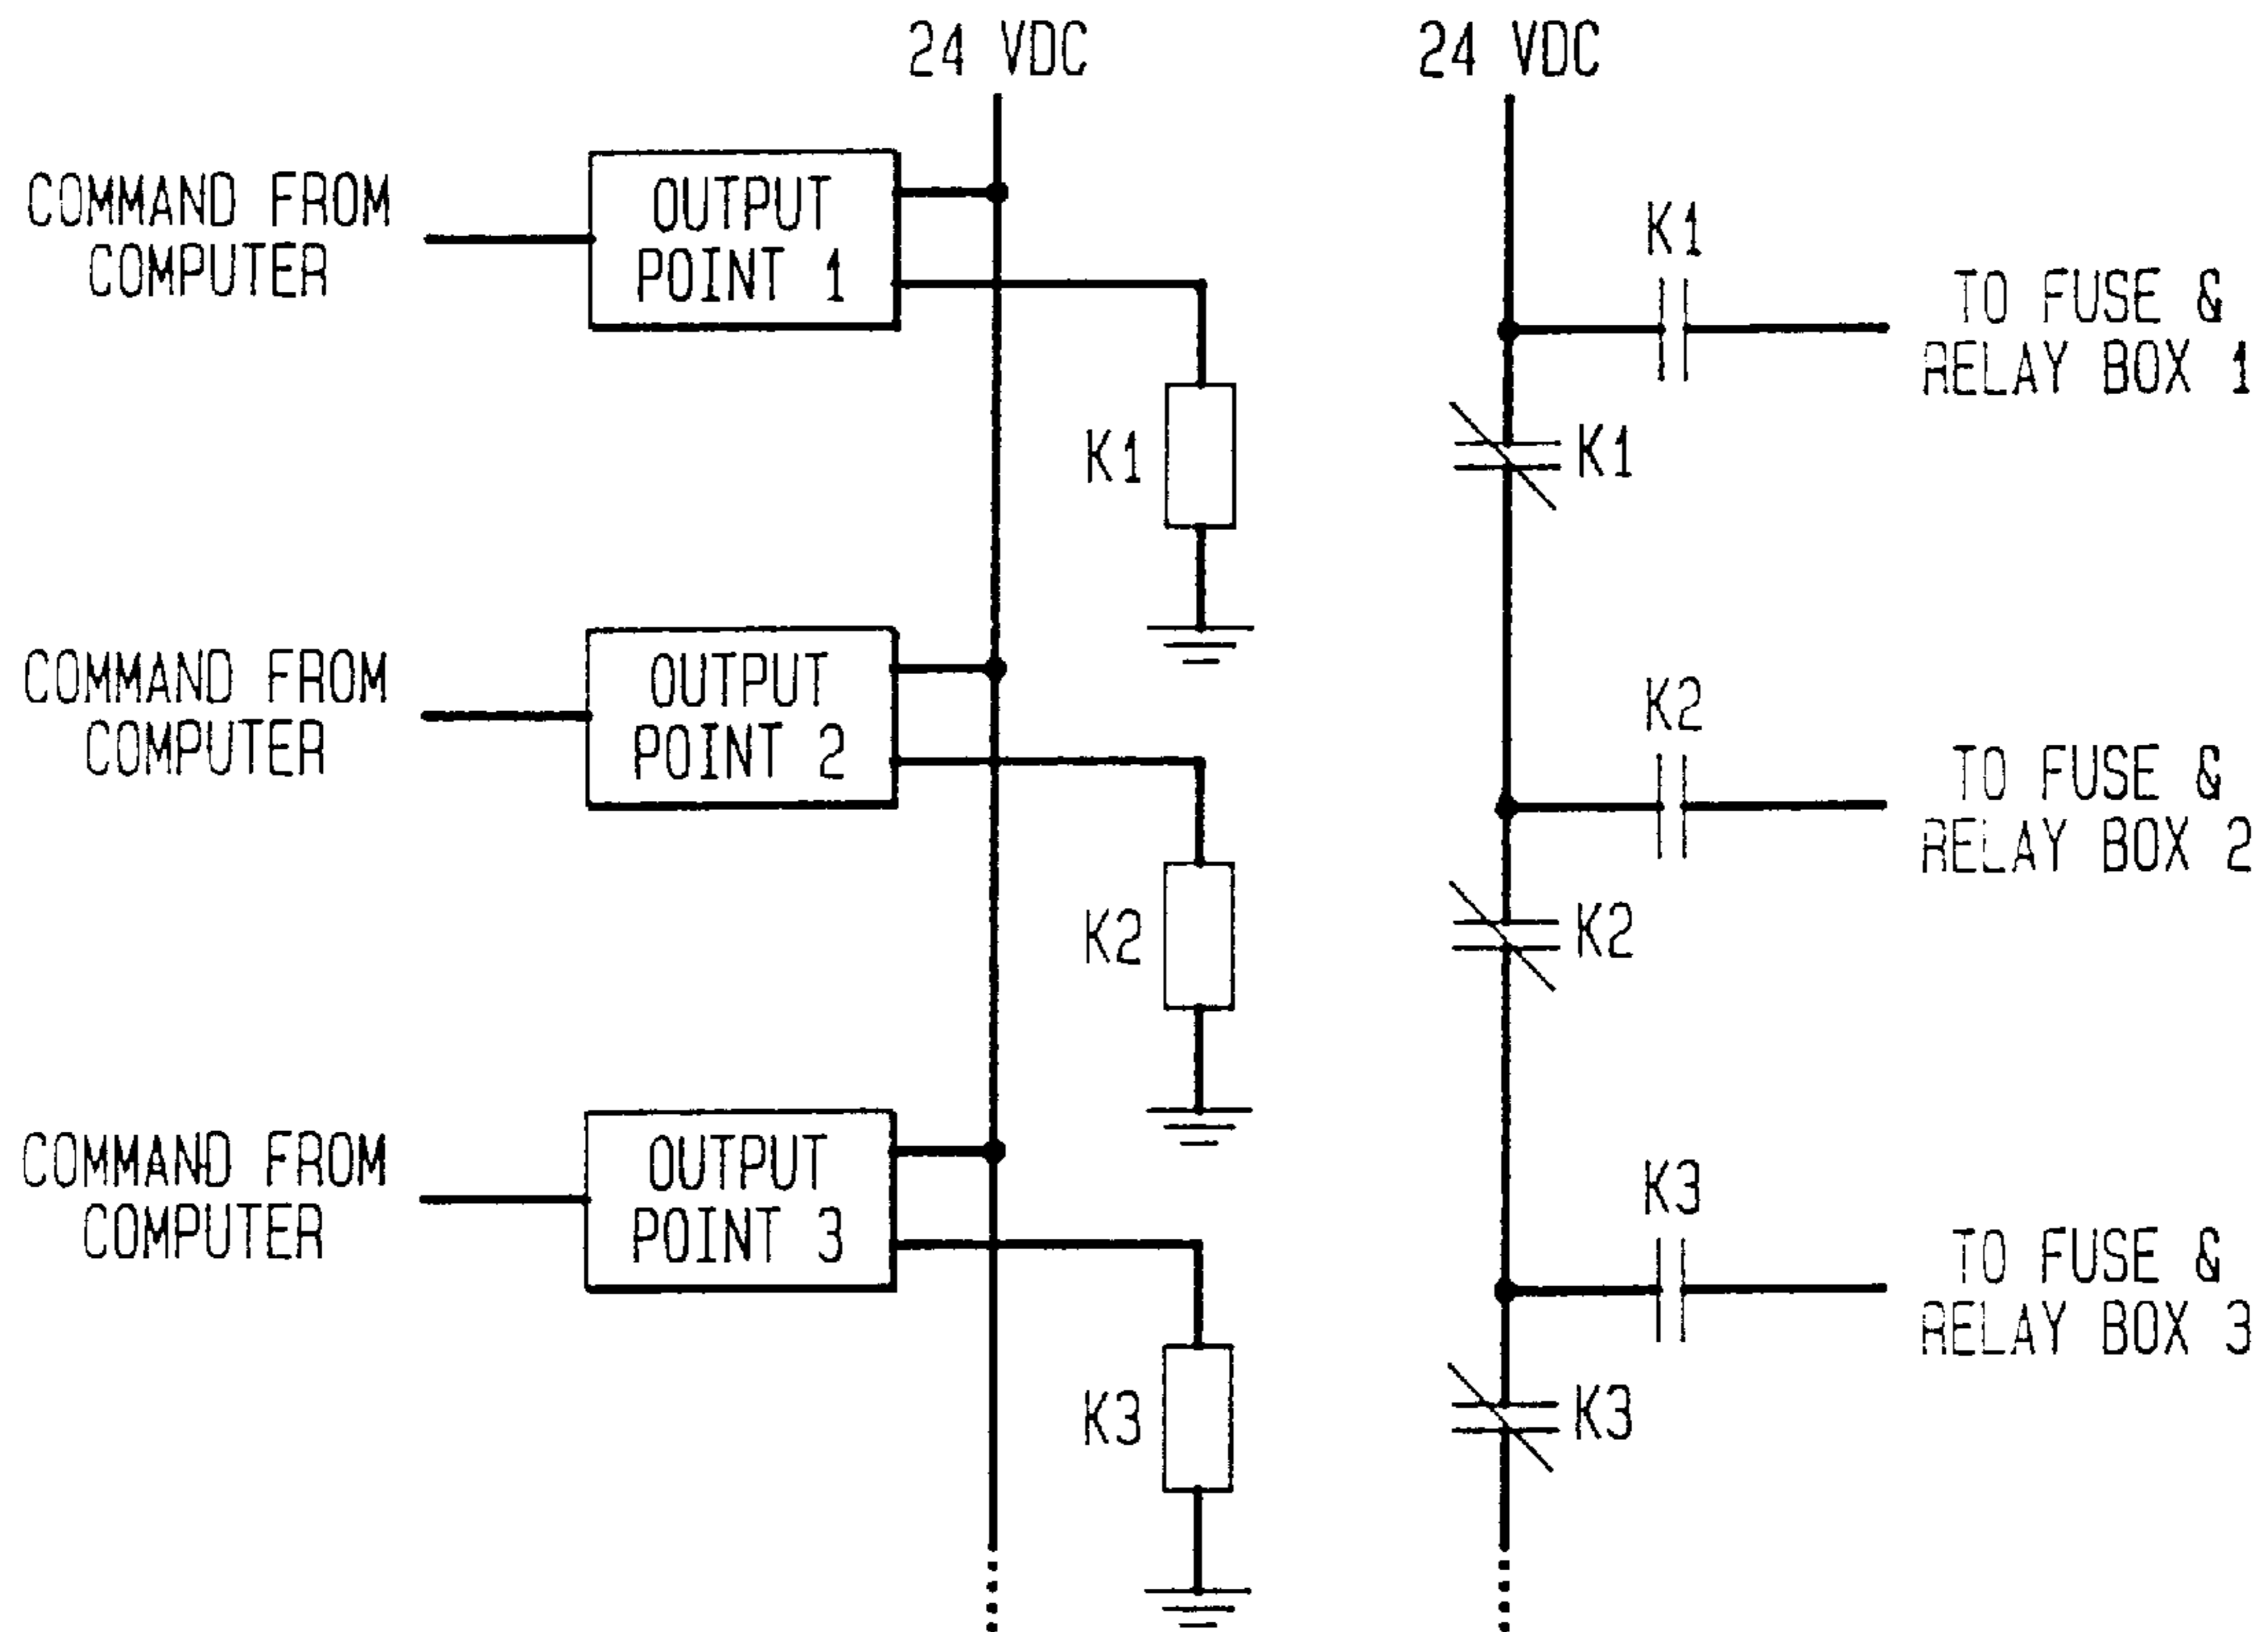 24 VDC
24 VDC
COMMAND FROM
COMPUTER
OUTPUT
POINT 1
K1
K1
TO FUSE &
RELAY BOX 1
K1
COMMAND FROM
COMPUTER
OUTPUT
POINT 2
K2
K2
TO FUSE &
RELAY BOX 2
K2
COMMAND FROM
COMPUTER
OUTPUT
POINT 3
K3
K3
TO FUSE &
RELAY BOX 3
K3